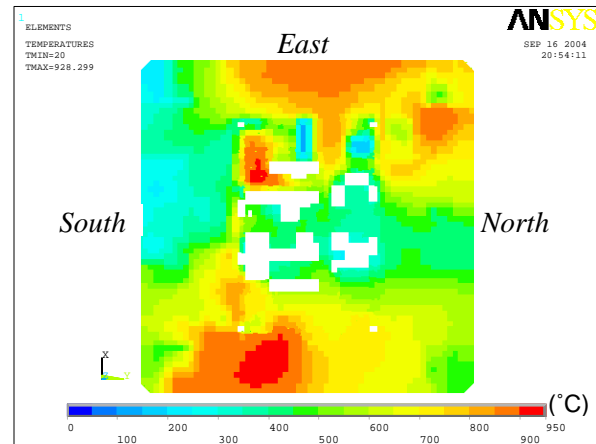 1
ELEMENTS
TEMPERATURES
TMIN=20
TMAX=928.299
ANSYS
SEP 16 2004
20:54:11
East
South
North
X
Z Y
(°C)
0 200 400 600 800 950
100 300 500 700 900